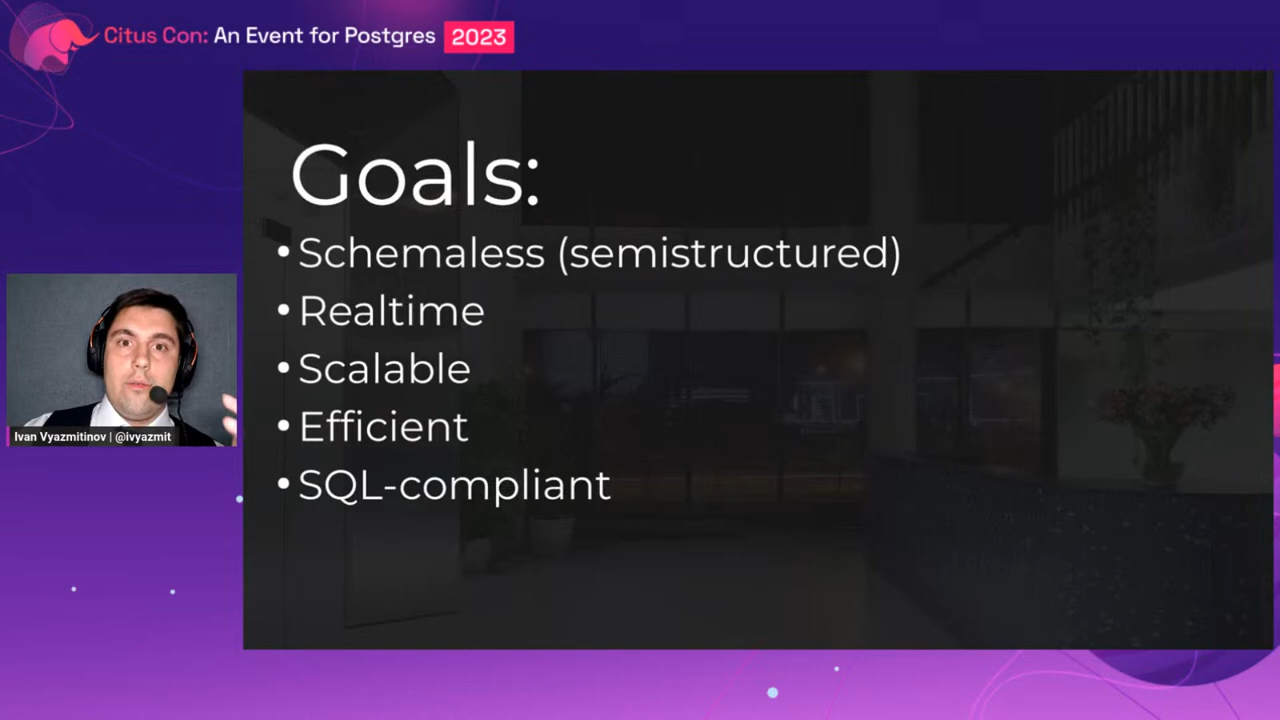 Citus Con: An Event for Postgres 2023
Goals:
• Schemaless (semistructured)
• Realtime
• Scalable
• Efficient
• SQL-compliant
Ivan Vyazmitinov | @ivyazmit